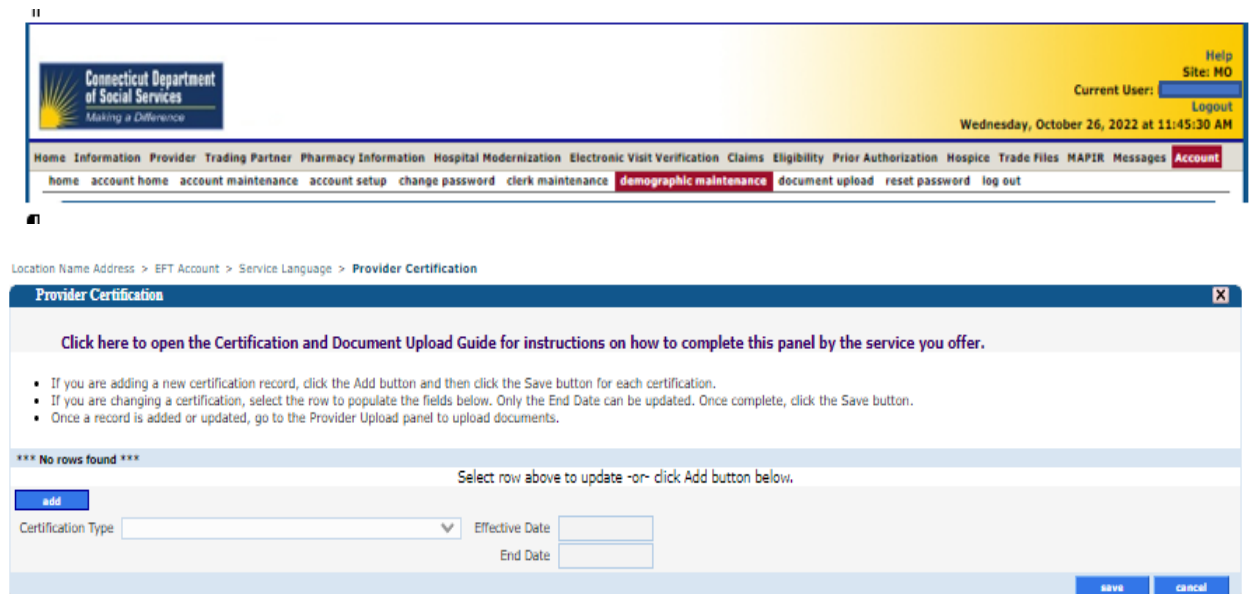 ¶
Connecticut Department
of Social Services
Making a Difference
Help
Site: MO
Current User:
Logout
Wednesday, October 26, 2022 at 11:45:30 AM
Home Information Provider Trading Partner Pharmacy Information Hospital Modernization Electronic Visit Verification Claims Eligibility Prior Authorization Hospice Trade Files MAPIR Messages Account
home account home account maintenance account setup change password clerk maintenance demographic maintenance document upload reset password log out
¶
Location Name Address > EFT Account > Service Language > Provider Certification
Provider Certification X
Click here to open the Certification and Document Upload Guide for instructions on how to complete this panel by the service you offer.
• If you are adding a new certification record, click the Add button and then click the Save button for each certification.
• If you are changing a certification, select the row to populate the fields below. Only the End Date can be updated. Once complete, click the Save button.
• Once a record is added or updated, go to the Provider Upload panel to upload documents.
*** No rows found ***
Select row above to update -or- click Add button below.
add
Certification Type Effective Date
End Date
save cancel